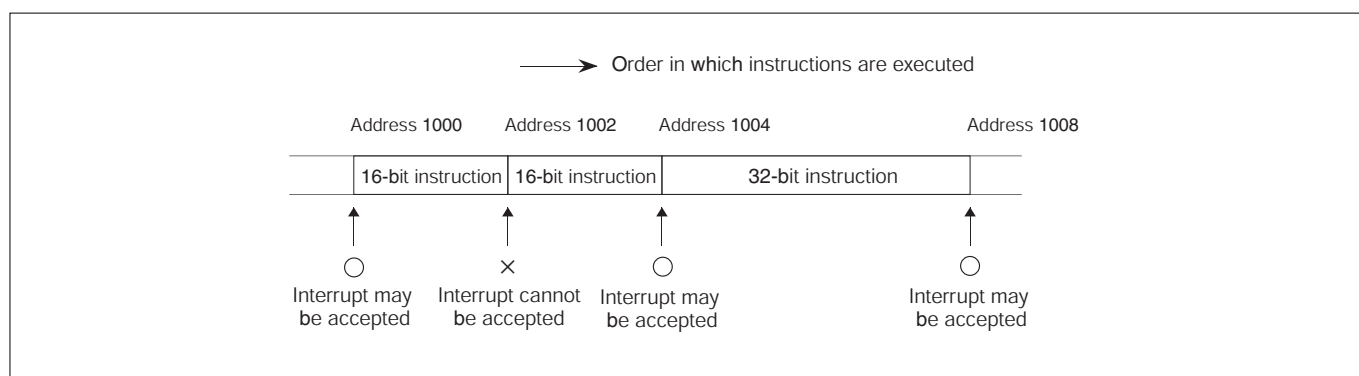 Order in which instructions are executed
Address 1000 Address 1002 Address 1004 Address 1008
16-bit instruction 16-bit instruction 32-bit instruction
Interrupt may
be accepted
Interrupt cannot
be accepted
Interrupt may
be accepted
Interrupt may
be accepted